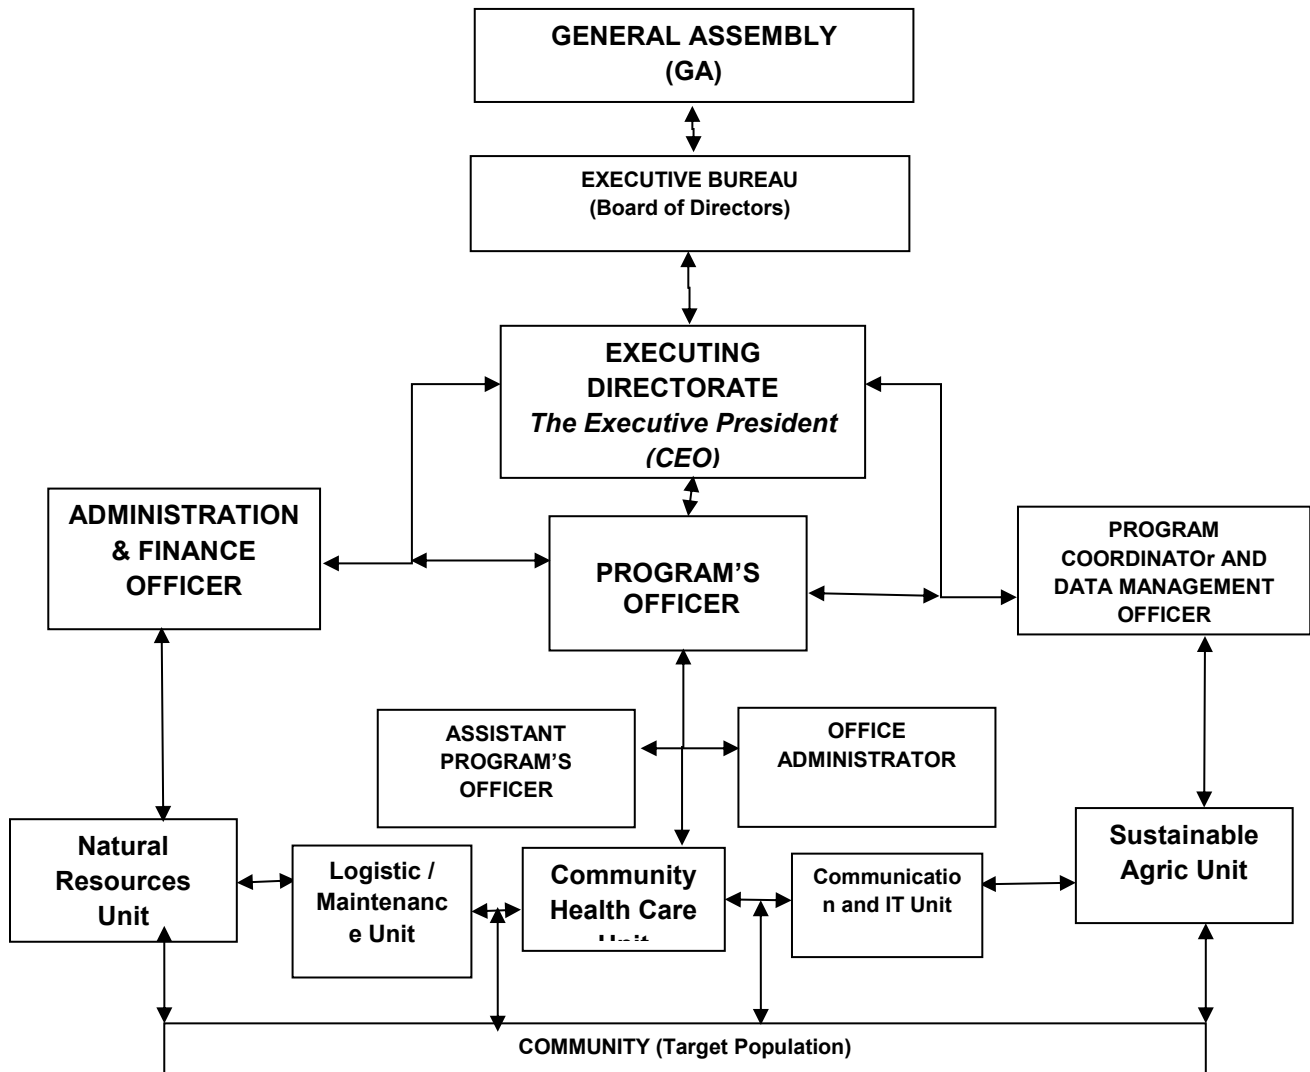 GENERAL ASSEMBLY
(GA)
EXECUTIVE BUREAU
(Board of Directors)
EXECUTING
DIRECTORATE
The Executive President
(CEO)
ADMINISTRATION
& FINANCE
OFFICER
PROGRAM’S
OFFICER
PROGRAM
COORDINATOr AND
DATA MANAGEMENT
OFFICER
ASSISTANT
PROGRAM’S
OFFICER
OFFICE
ADMINISTRATOR
Natural
Resources
Unit
Logistic /
Maintenanc
e Unit
Community
Health Care
Unit
Communicatio
n and IT Unit
Sustainable
Agric Unit
COMMUNITY (Target Population)